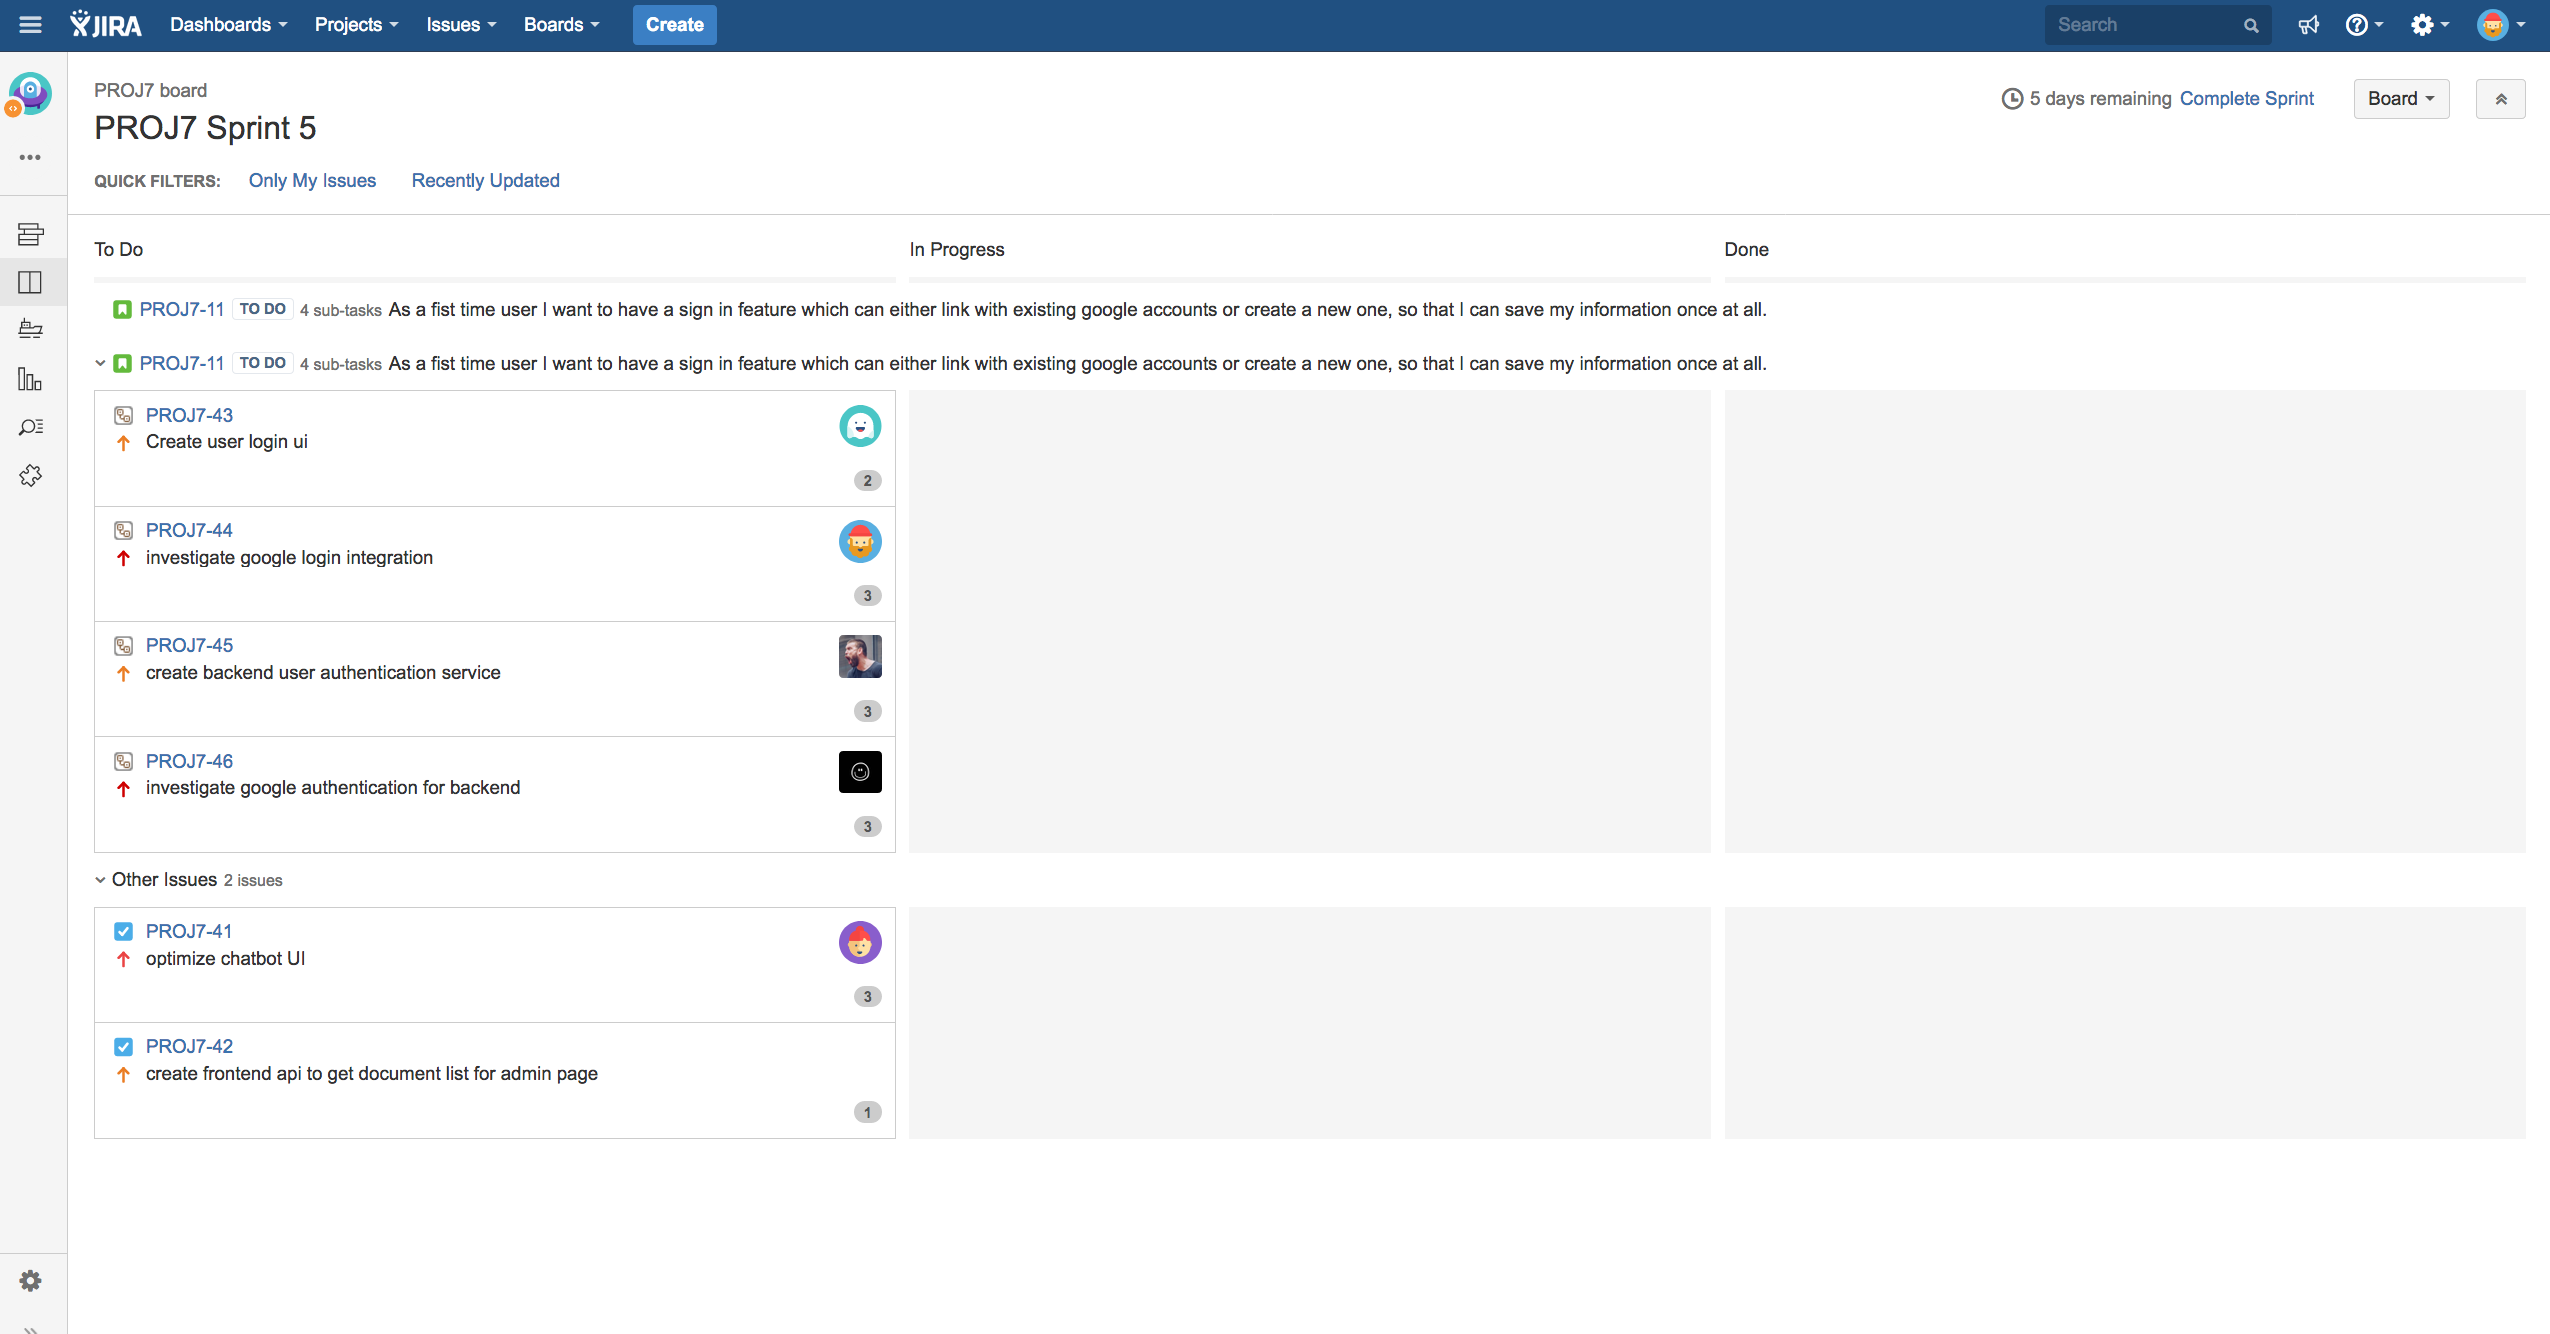 JIRA Dashboards Projects Issues Boards Create Search
PROJ7 board
PROJ7 Sprint 5
5 days remaining Complete Sprint Board
QUICK FILTERS: Only My Issues Recently Updated
To Do In Progress Done
PROJ7-11 TO DO 4 sub-tasks As a fist time user I want to have a sign in feature which can either link with existing google accounts or create a new one, so that I can save my information once at all.
PROJ7-11 TO DO 4 sub-tasks As a fist time user I want to have a sign in feature which can either link with existing google accounts or create a new one, so that I can save my information once at all.
PROJ7-43
Create user login ui
2
PROJ7-44
investigate google login integration
3
PROJ7-45
create backend user authentication service
3
PROJ7-46
investigate google authentication for backend
3
Other Issues 2 issues
PROJ7-41
optimize chatbot UI
3
PROJ7-42
create frontend api to get document list for admin page
1